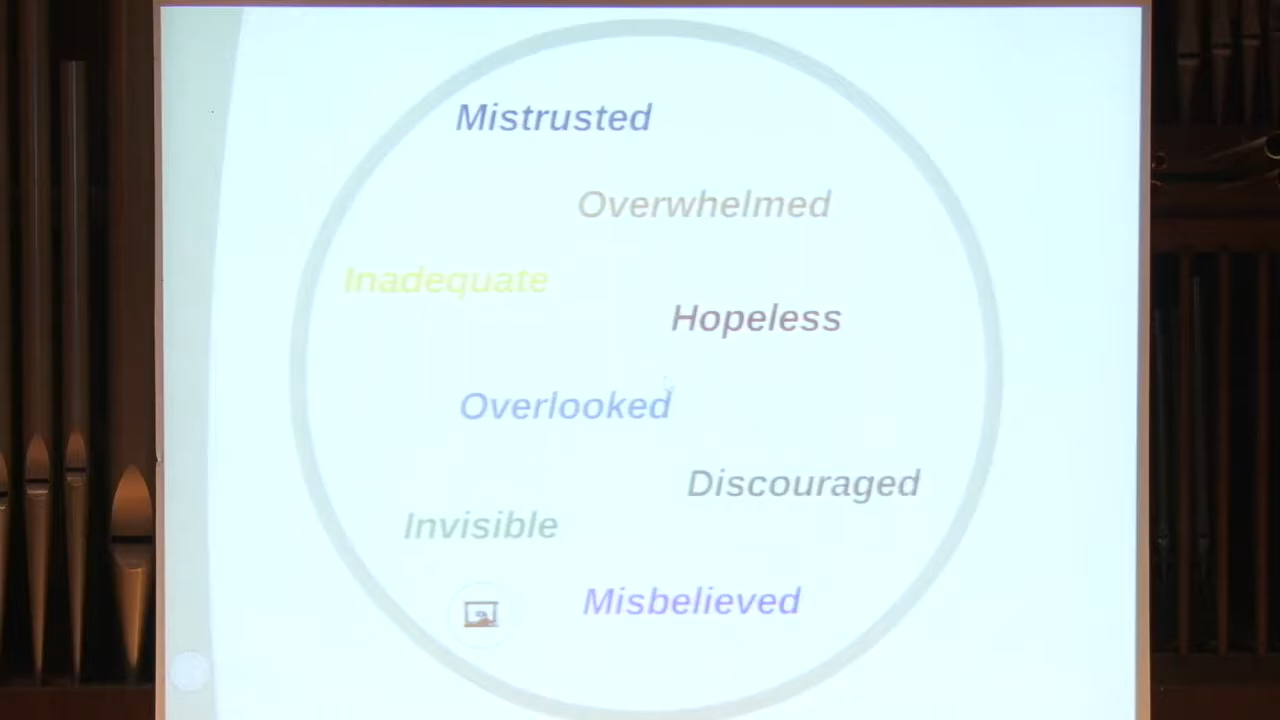 Mistrusted
Overwhelmed
Inadequate
Hopeless
Overlooked
Discouraged
Invisible
Misbelieved